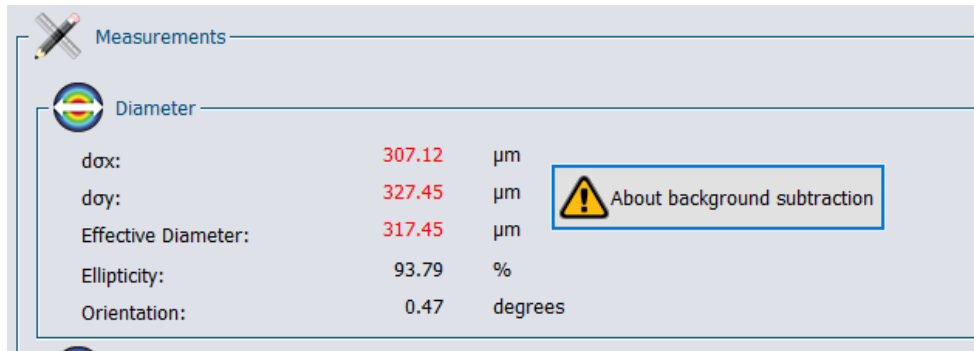 Measurements
Diameter
dσx: 307.12 µm
dσy: 327.45 µm
About background subtraction
Effective Diameter: 317.45 µm
Ellipticity: 93.79 %
Orientation: 0.47 degrees